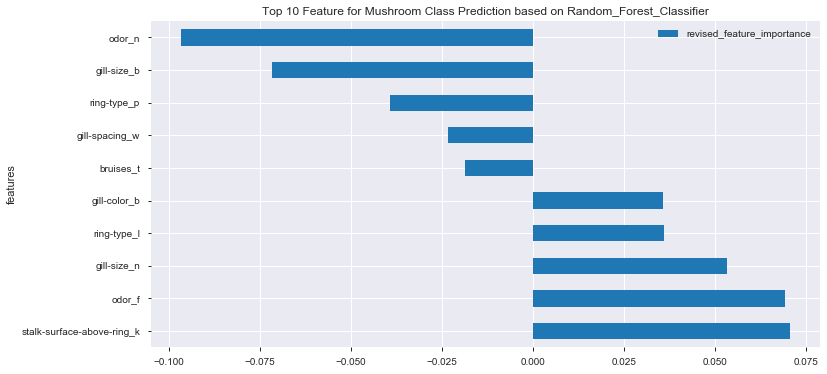 Top 10 Feature for Mushroom Class Prediction based on Random_Forest_Classifier
revised_feature_importance
features
odor_n
gill-size_b
ring-type_p
gill-spacing_w
bruises_t
gill-color_b
ring-type_l
gill-size_n
odor_f
stalk-surface-above-ring_k
−0.100 −0.075 −0.050 −0.025 0.000 0.025 0.050 0.075